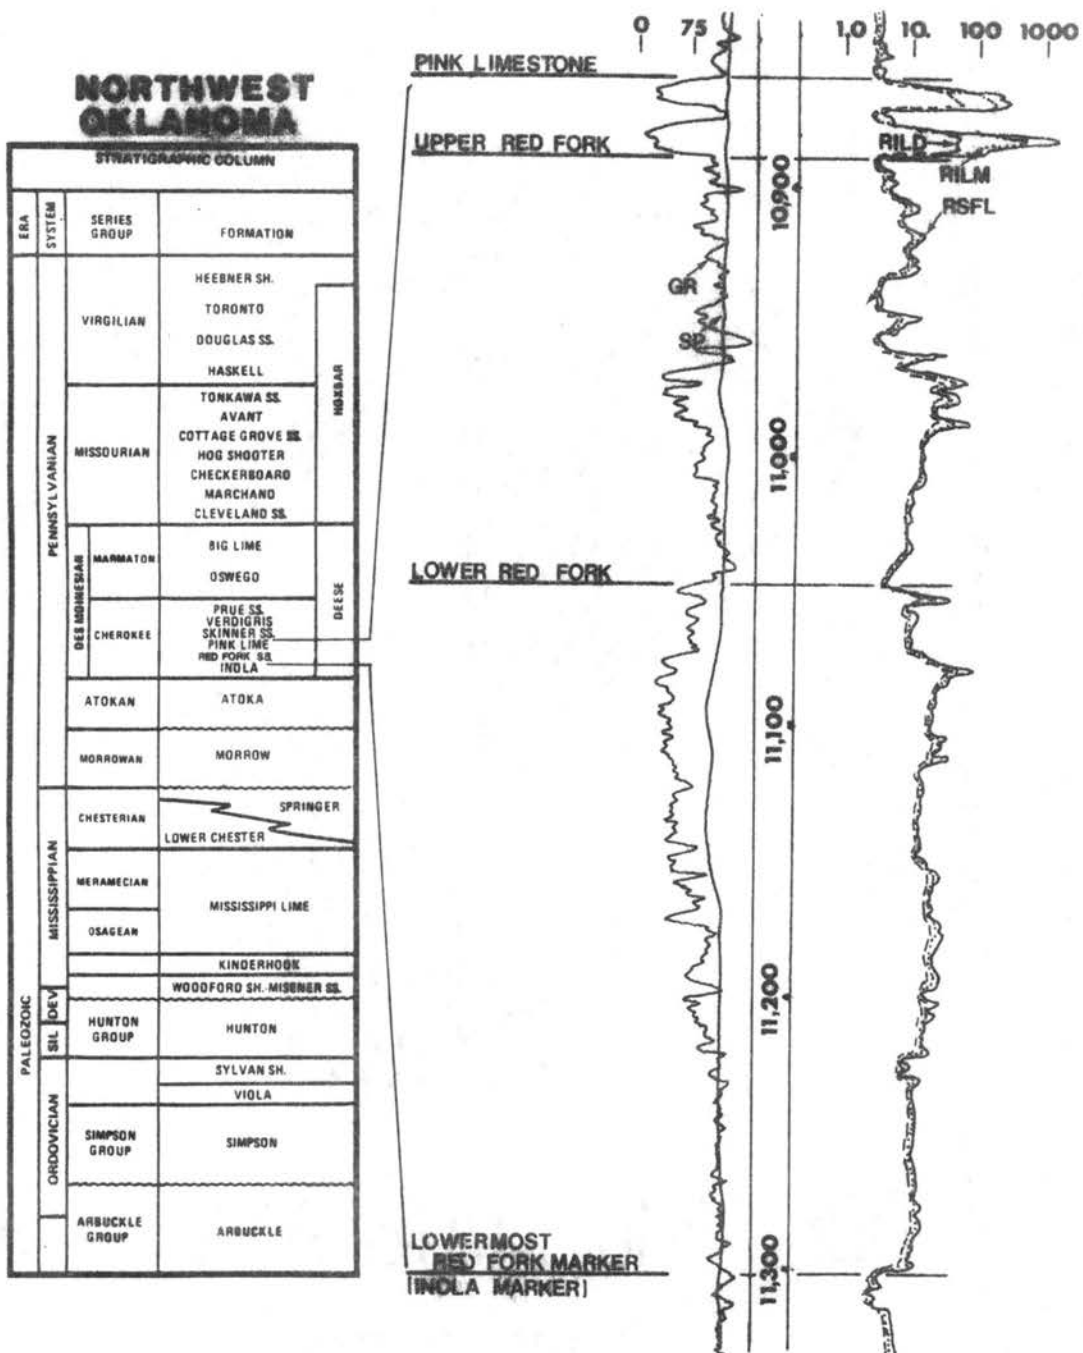 NORTHWEST
OKLAHOMA
STRATIGRAPHIC COLUMN
ERA
SYSTEM
SERIES
GROUP
FORMATION
PALEOZOIC
PENNSYLVANIAN
VIRGILIAN
HEEBNER SH.
TORONTO
DOUGLAS SS.
HASKELL
HOXBAR
MISSOURIAN
TONKAWA SS.
AVANT
COTTAGE GROVE SS.
HOG SHOOTER
CHECKERBOARD
MARCHAND
CLEVELAND SS.
DES MOINESIAN
MARMATON
BIG LIME
OSWEGO
DEESE
CHEROKEE
PRUE SS.
VERDIGRIS
SKINNER SS.
PINK LIME
RED FORK SS.
INOLA
ATOKAN
ATOKA
MORROWAN
MORROW
MISSISSIPPIAN
CHESTERIAN
SPRINGER
LOWER CHESTER
MERAMECIAN
MISSISSIPPI LIME
OSAGEAN
KINDERHOOK
DEV
WOODFORD SH.-MISENER SS.
SIL
HUNTON
GROUP
HUNTON
ORDOVICIAN
SYLVAN SH.
VIOLA
SIMPSON
GROUP
SIMPSON
ARBUCKLE
GROUP
ARBUCKLE
0 75 1.0 10. 100 1000
PINK LIMESTONE
UPPER RED FORK
RILD
RILM
RSFL
10,900
GR
SP
11,000
LOWER RED FORK
11,100
11,200
LOWERMOST
RED FORK MARKER
(INOLA MARKER)
11,300